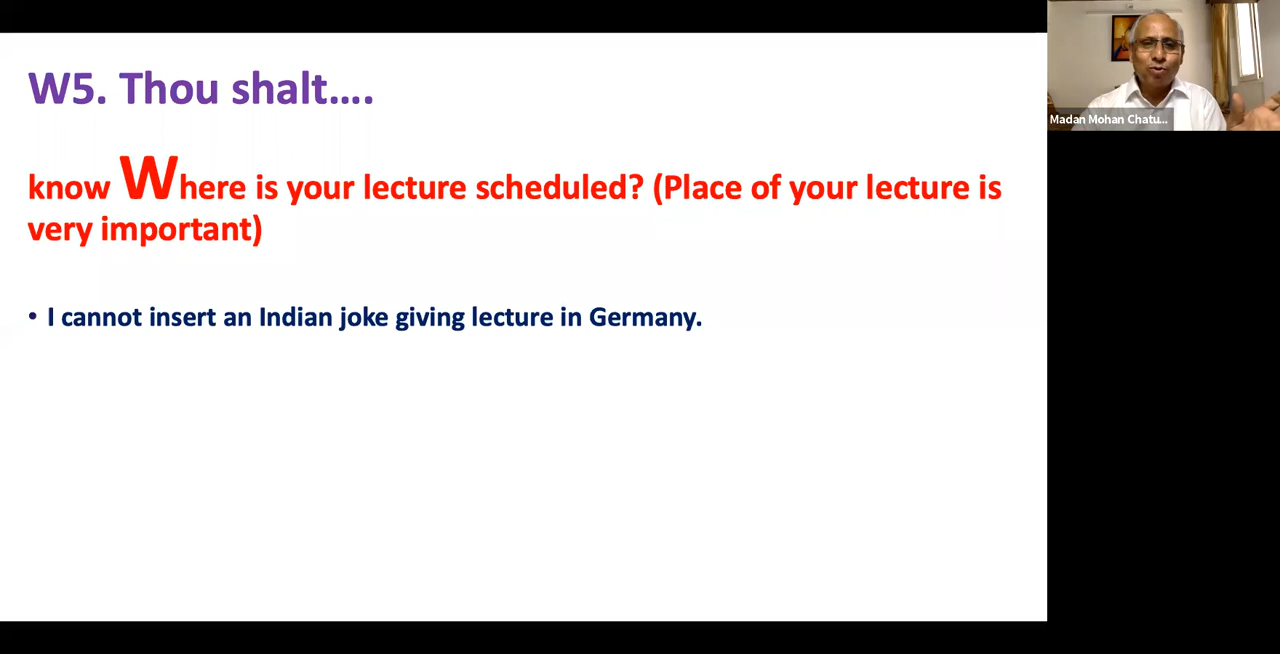 W5. Thou shalt....
know Where is your lecture scheduled? (Place of your lecture is
very important)
• I cannot insert an Indian joke giving lecture in Germany.
Madan Mohan Chatu...